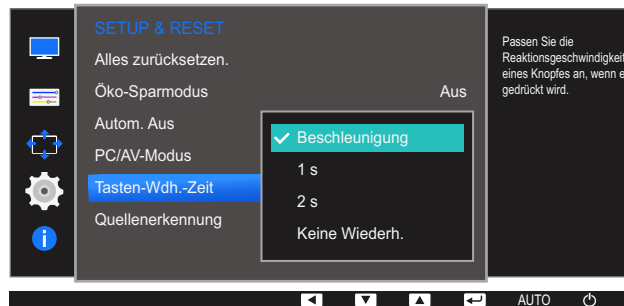 SETUP & RESET
Alles zurücksetzen.
Öko-Sparmodus Aus
Autom. Aus
PC/AV-Modus
Tasten-Wdh.-Zeit
Quellenerkennung
Beschleunigung
1 s
2 s
Keine Wiederh.
Passen Sie die
Reaktionsgeschwindigkeit
eines Knopfes an, wenn e
gedrückt wird.
AUTO